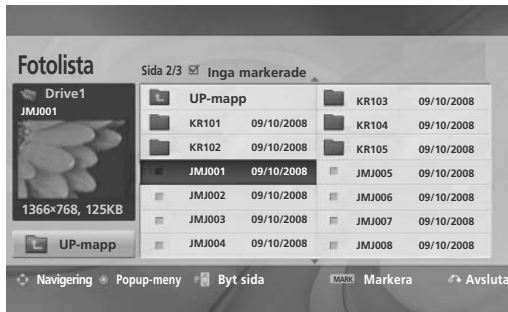 Fotolista
Sida 2/3 Inga markerade
Drive1
JMJ001
1366×768, 125KB
UP-mapp
UP-mapp
KR101 09/10/2008
KR102 09/10/2008
JMJ001 09/10/2008
JMJ002 09/10/2008
JMJ003 09/10/2008
JMJ004 09/10/2008
KR103 09/10/2008
KR104 09/10/2008
KR105 09/10/2008
JMJ005 09/10/2008
JMJ006 09/10/2008
JMJ007 09/10/2008
JMJ008 09/10/2008
Navigering Popup-meny Byt sida MARK Markera Avsluta